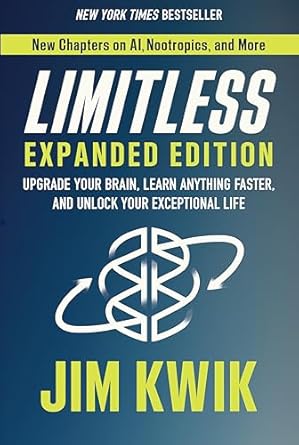 NEW YORK TIMES BESTSELLER
New Chapters on AI, Nootropics, and More
LIMITLESS
EXPANDED EDITION
UPGRADE YOUR BRAIN, LEARN ANYTHING FASTER,
AND UNLOCK YOUR EXCEPTIONAL LIFE
JIM KWIK